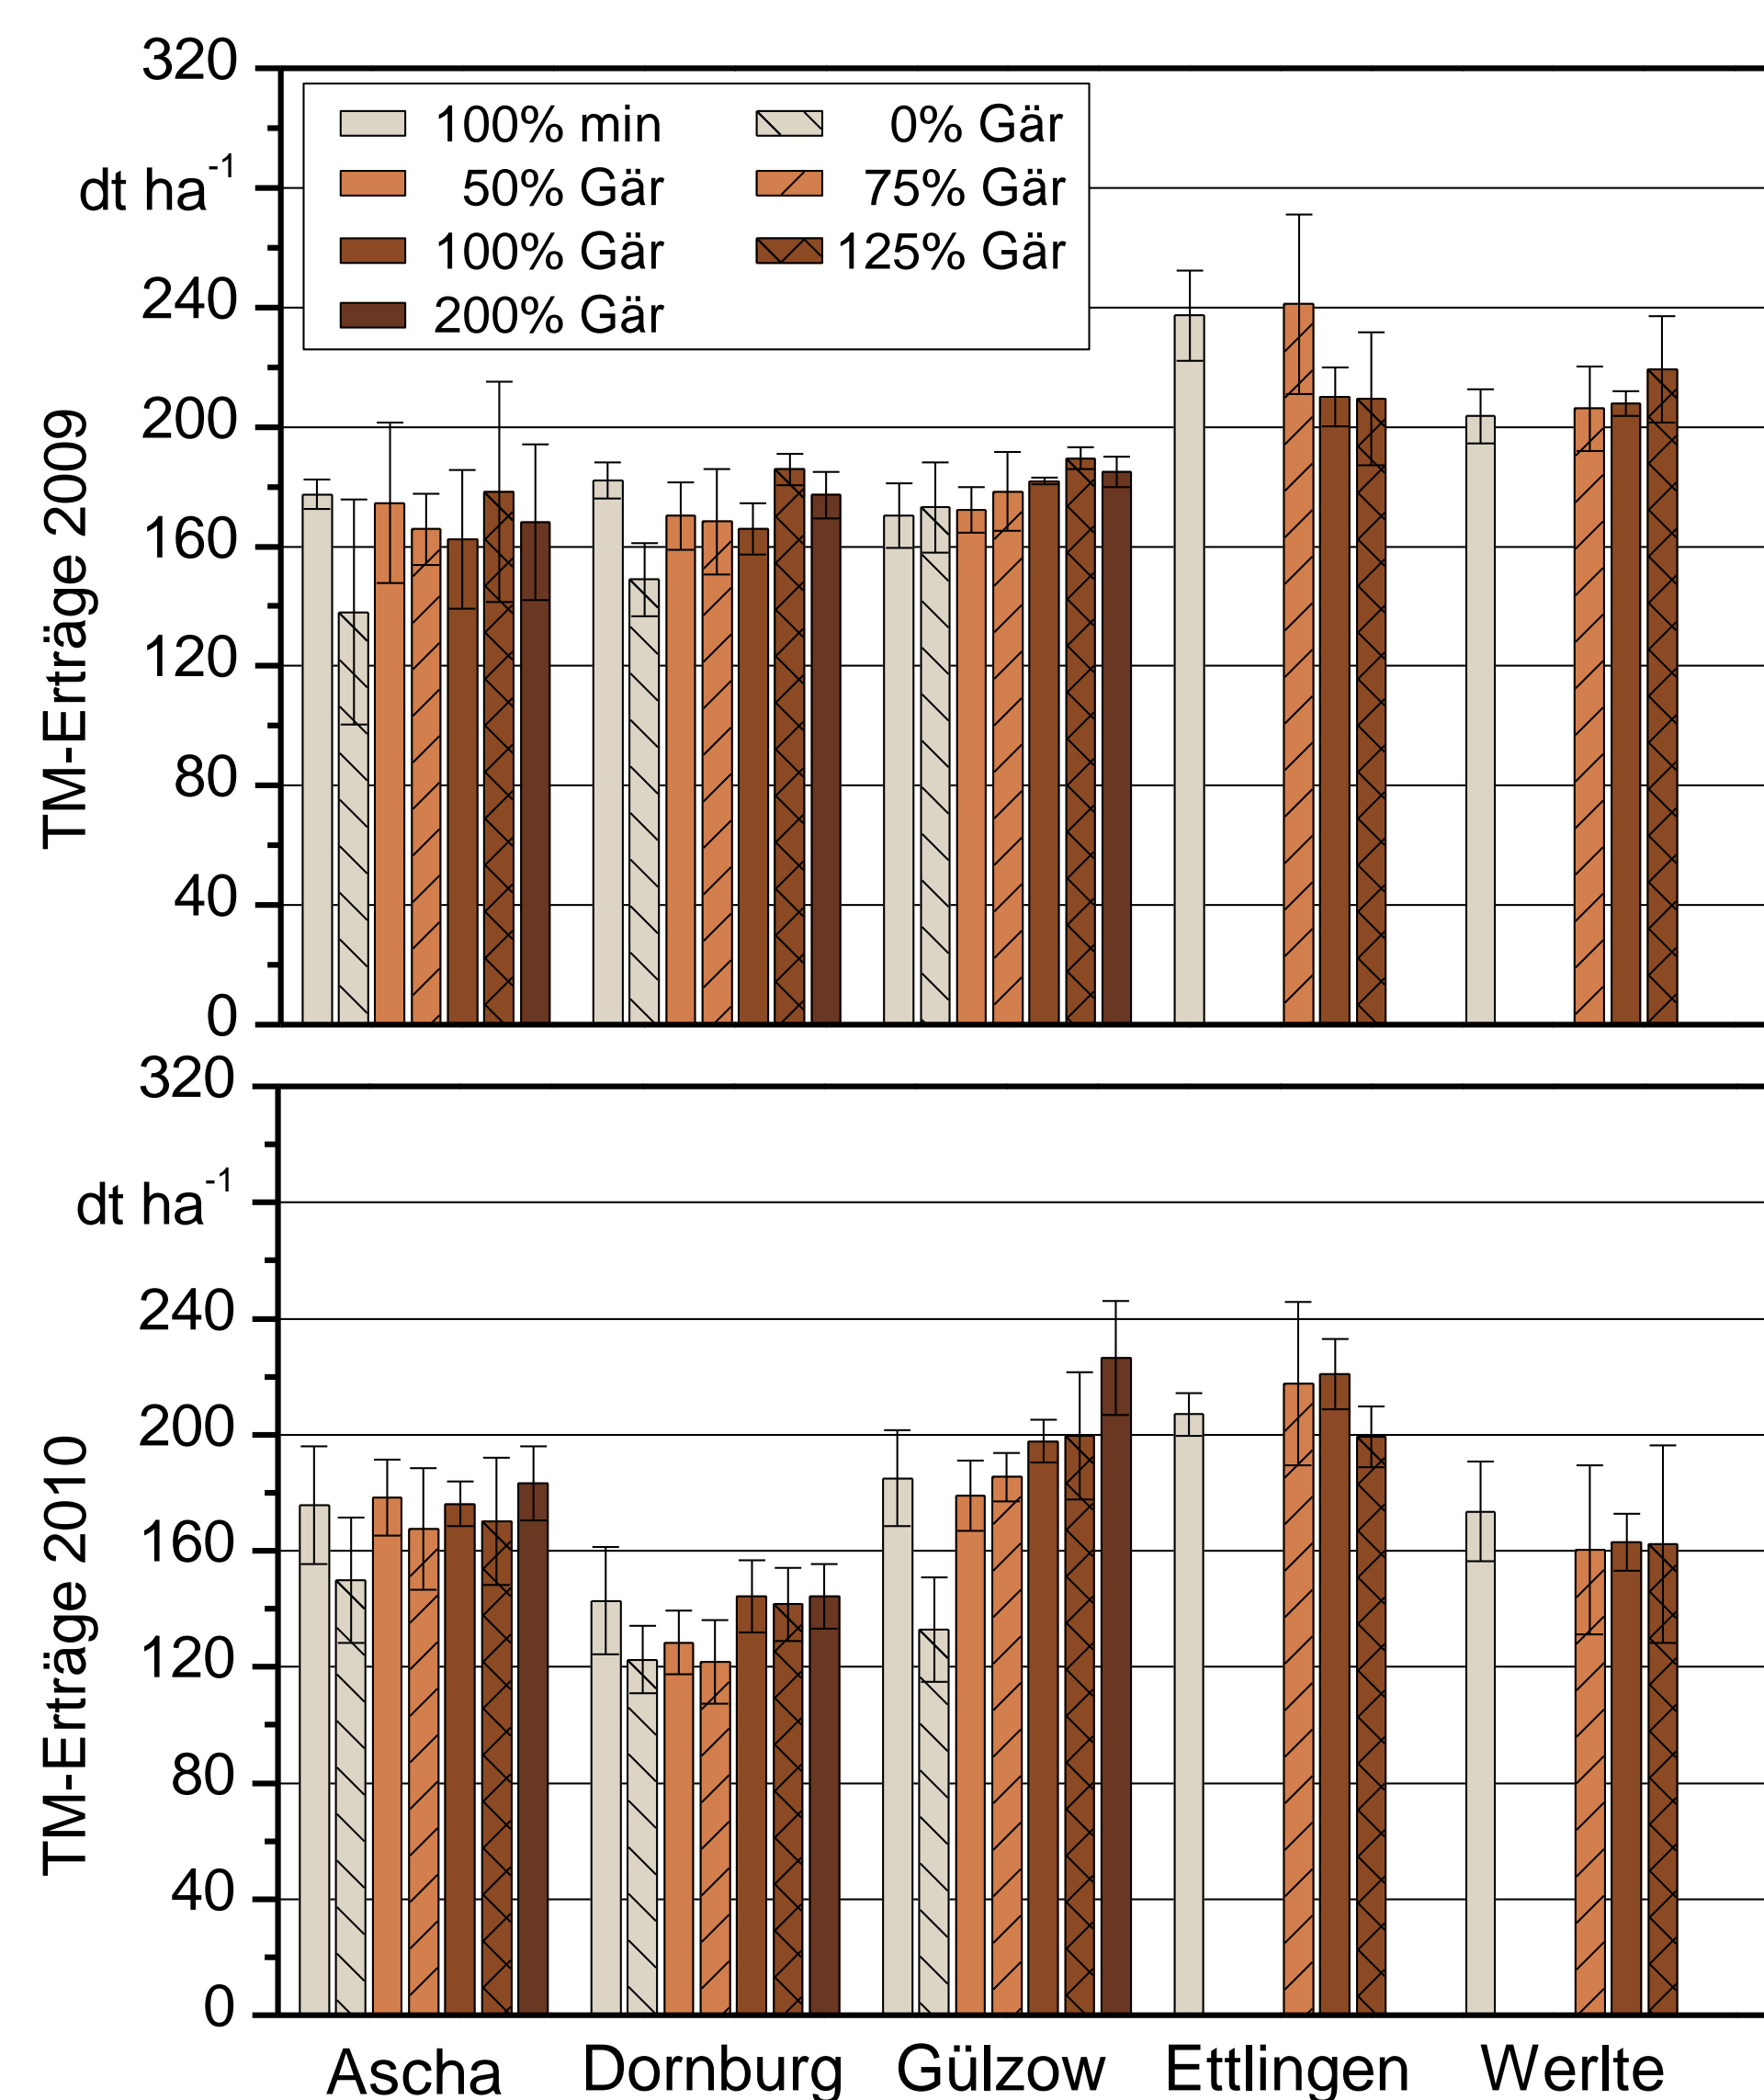 320
dt ha-1
240
200
160
120
80
40
0
TM-Erträge 2009
100% min
0% Gär
50% Gär
75% Gär
100% Gär
125% Gär
200% Gär
320
dt ha-1
240
200
160
120
80
40
0
TM-Erträge 2010
Ascha Dornburg Gülzow Ettlingen Werlte